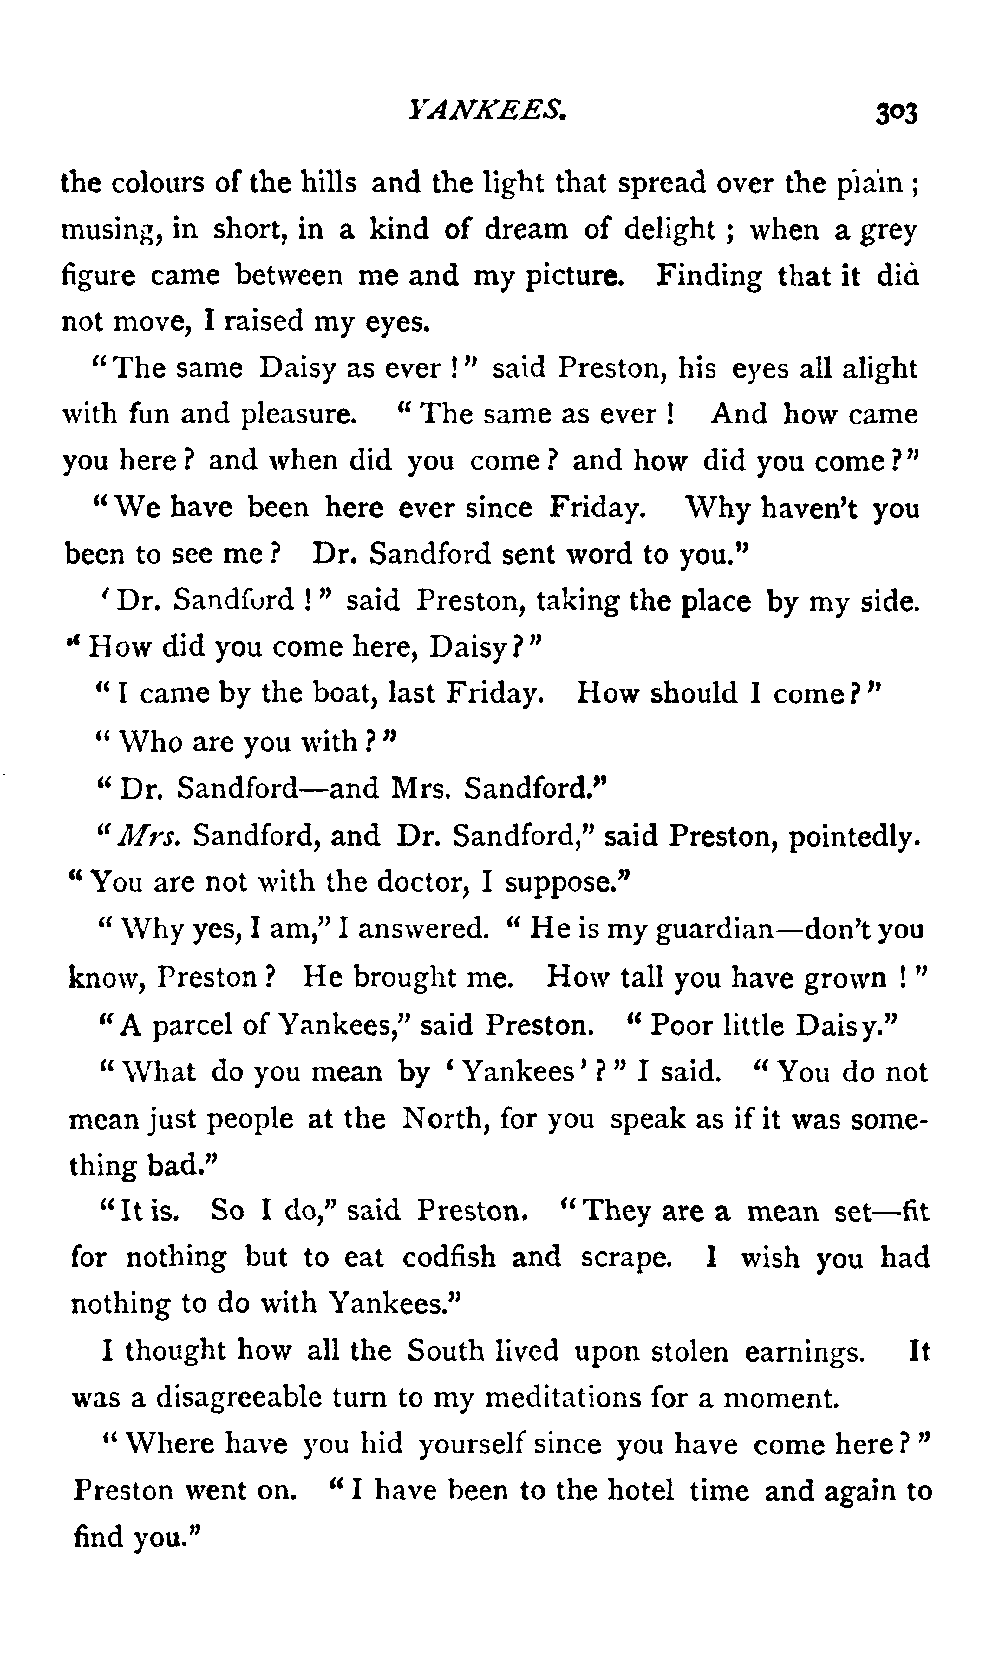 YANKEES. 303
the colours of the hills and the light that spread over the plain ;
musing, in short, in a kind of dream of delight ; when a grey
figure came between me and my picture. Finding that it did
not move, I raised my eyes.
"The same Daisy as ever !" said Preston, his eyes all alight
with fun and pleasure. "The same as ever ! And how came
you here ? and when did you come ? and how did you come ?"
"We have been here ever since Friday. Why haven't you
been to see me ? Dr. Sandford sent word to you."
'Dr. Sandford !" said Preston, taking the place by my side.
"How did you come here, Daisy ?"
"I came by the boat, last Friday. How should I come ?"
"Who are you with ?"
"Dr. Sandford—and Mrs. Sandford."
"Mrs. Sandford, and Dr. Sandford," said Preston, pointedly.
"You are not with the doctor, I suppose."
"Why yes, I am," I answered. "He is my guardian—don't you
know, Preston ? He brought me. How tall you have grown !"
"A parcel of Yankees," said Preston. "Poor little Daisy."
"What do you mean by 'Yankees' ?" I said. "You do not
mean just people at the North, for you speak as if it was some-
thing bad."
"It is. So I do," said Preston. "They are a mean set—fit
for nothing but to eat codfish and scrape. I wish you had
nothing to do with Yankees."
I thought how all the South lived upon stolen earnings. It
was a disagreeable turn to my meditations for a moment.
"Where have you hid yourself since you have come here ?"
Preston went on. "I have been to the hotel time and again to
find you."